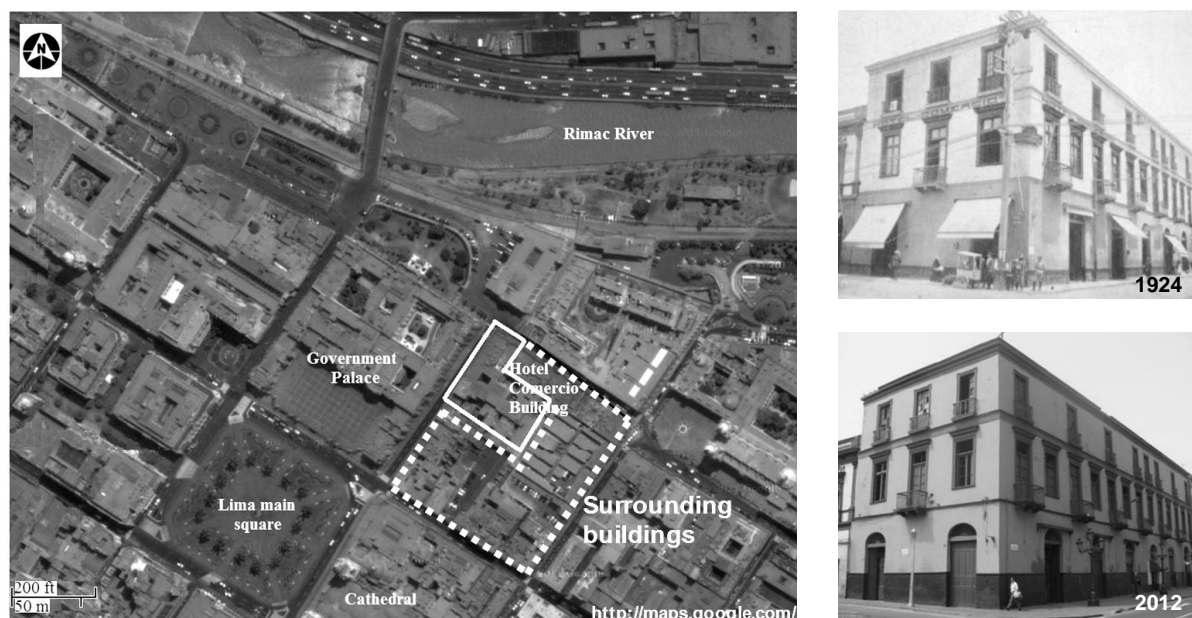 N
Rimac River
Government
Palace
Hotel
Comercio
Building
Lima main
square
Surrounding
buildings
Cathedral
200 ft
50 m
http://maps.google.com/
1924
2012